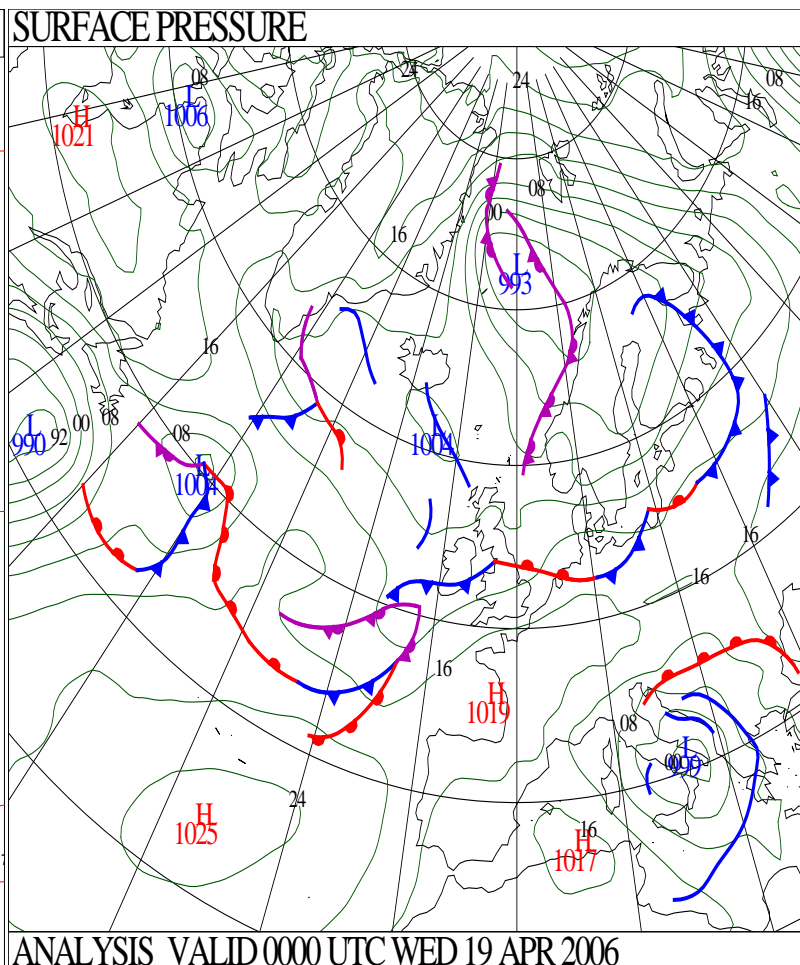 SURFACE PRESSURE
24
24
08
08
L
1006
16
H
1021
08
00
16
L
993
16
08
00
92
L
990
08
L
1004
L
1004
16
16
16
H
1019
08
L
999
24
H
1025
16
H
1017
ANALYSIS VALID 0000 UTC WED 19 APR 2006